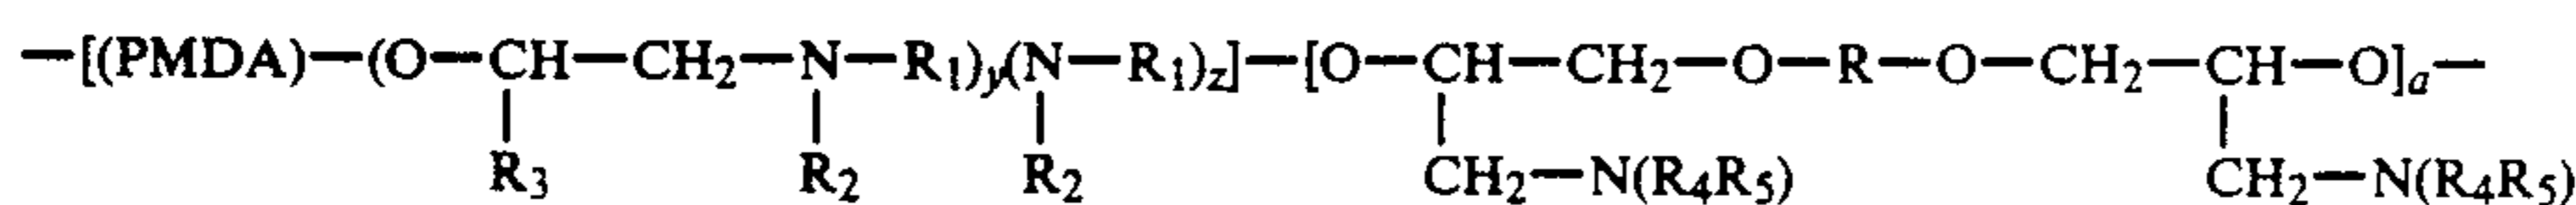 —[(PMDA)—(O—CH—CH₂—N—R₁)y(N—R₁)z]—[O—CH—CH₂—O—R—O—CH₂—CH—O]a—
R₃ R₂ R₂ CH₂—N(R₄R₅) CH₂—N(R₄R₅)